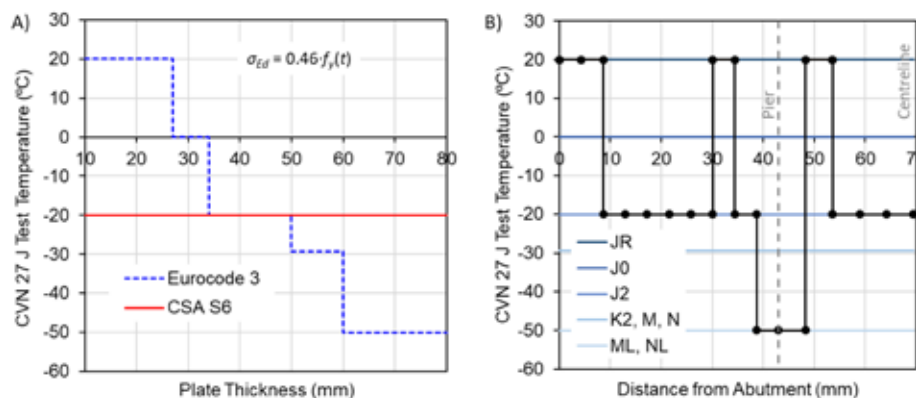 A)
CVN 27 J Test Temperature (ºC)
20
10
0
-10
-20
-30
-40
-50
-60
10 20 30 40 50 60 70 80
σEd = 0.46·fy(t)
Eurocode 3
CSA S6
Plate Thickness (mm)
B)
CVN 27 J Test Temperature (ºC)
30
20
10
0
-10
-20
-30
-40
-50
-60
0 10 20 30 40 50 60 70
Pier
Centreline
JR
J0
J2
K2, M, N
ML, NL
Distance from Abutment (mm)